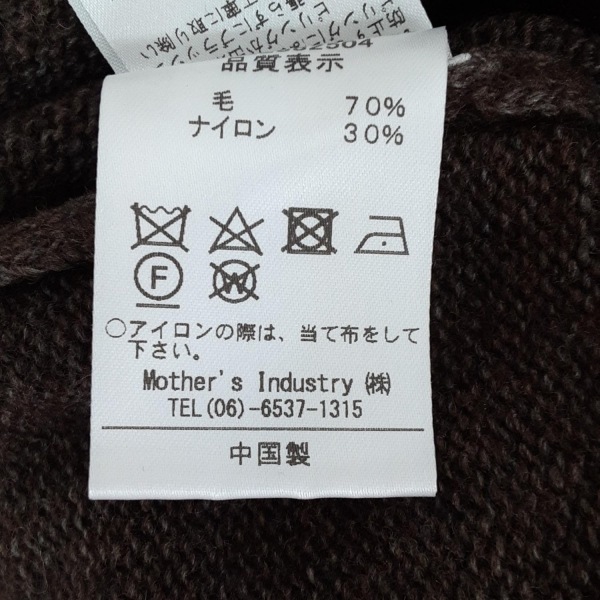 品質表示
毛 70%
ナイロン 30%
F
W
○アイロンの際は、当て布をして
下さい。
Mother's Industry ㈱
TEL(06)-6537-1315
中国製